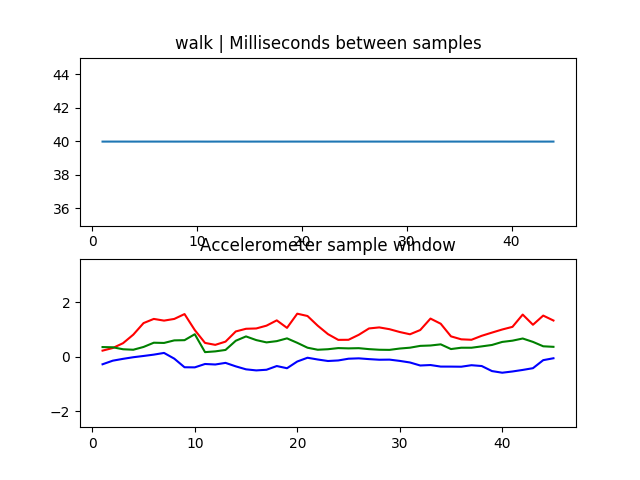 walk | Milliseconds between samples
44
42
40
38
36
0 10 20 30 40
Accelerometer sample window
2
0
−2
0 10 20 30 40